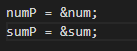 numP = &num;
sumP = &sum;